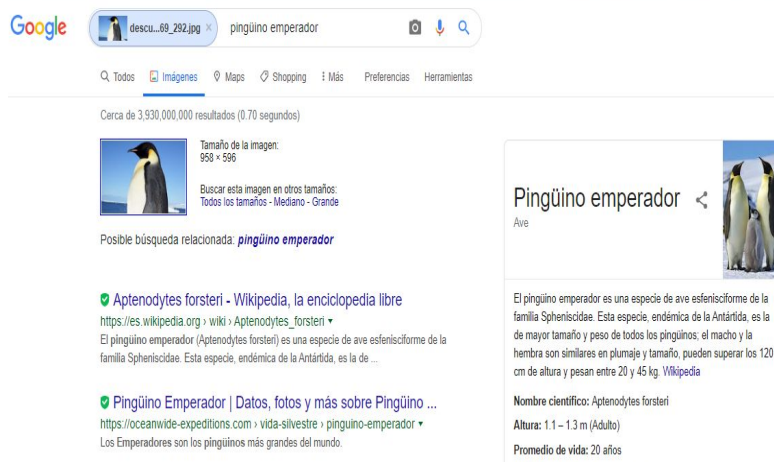 Google
descu...69_292.jpg × pingüino emperador
Todos Imágenes Maps Shopping Más Preferencias Herramientas
Cerca de 3,930,000,000 resultados (0.70 segundos)
Tamaño de la imagen:
958 × 596
Buscar esta imagen en otros tamaños:
Todos los tamaños - Mediano - Grande
Posible búsqueda relacionada: pingüino emperador
Aptenodytes forsteri - Wikipedia, la enciclopedia libre
https://es.wikipedia.org › wiki › Aptenodytes_forsteri
El pingüino emperador (Aptenodytes forsteri) es una especie de ave esfenisciforme de la
familia Spheniscidae. Esta especie, endémica de la Antártida, es la de ...
Pingüino Emperador | Datos, fotos y más sobre Pingüino ...
https://oceanwide-expeditions.com › vida-silvestre › pinguino-emperador
Los Emperadores son los pingüinos más grandes del mundo.
Pingüino emperador
Ave
El pingüino emperador es una especie de ave esfenisciforme de la
familia Spheniscidae. Esta especie, endémica de la Antártida, es la
de mayor tamaño y peso de todos los pingüinos; el macho y la
hembra son similares en plumaje y tamaño, pueden superar los 120
cm de altura y pesan entre 20 y 45 kg. Wikipedia
Nombre científico: Aptenodytes forsteri
Altura: 1.1 – 1.3 m (Adulto)
Promedio de vida: 20 años